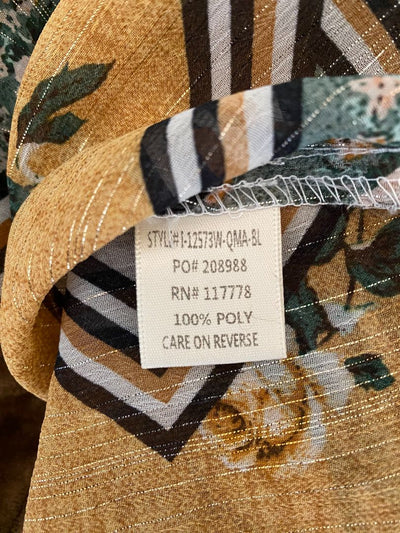 STYLE# I-12573W-QMA-BL
PO# 208988
RN# 117778
100% POLY
CARE ON REVERSE